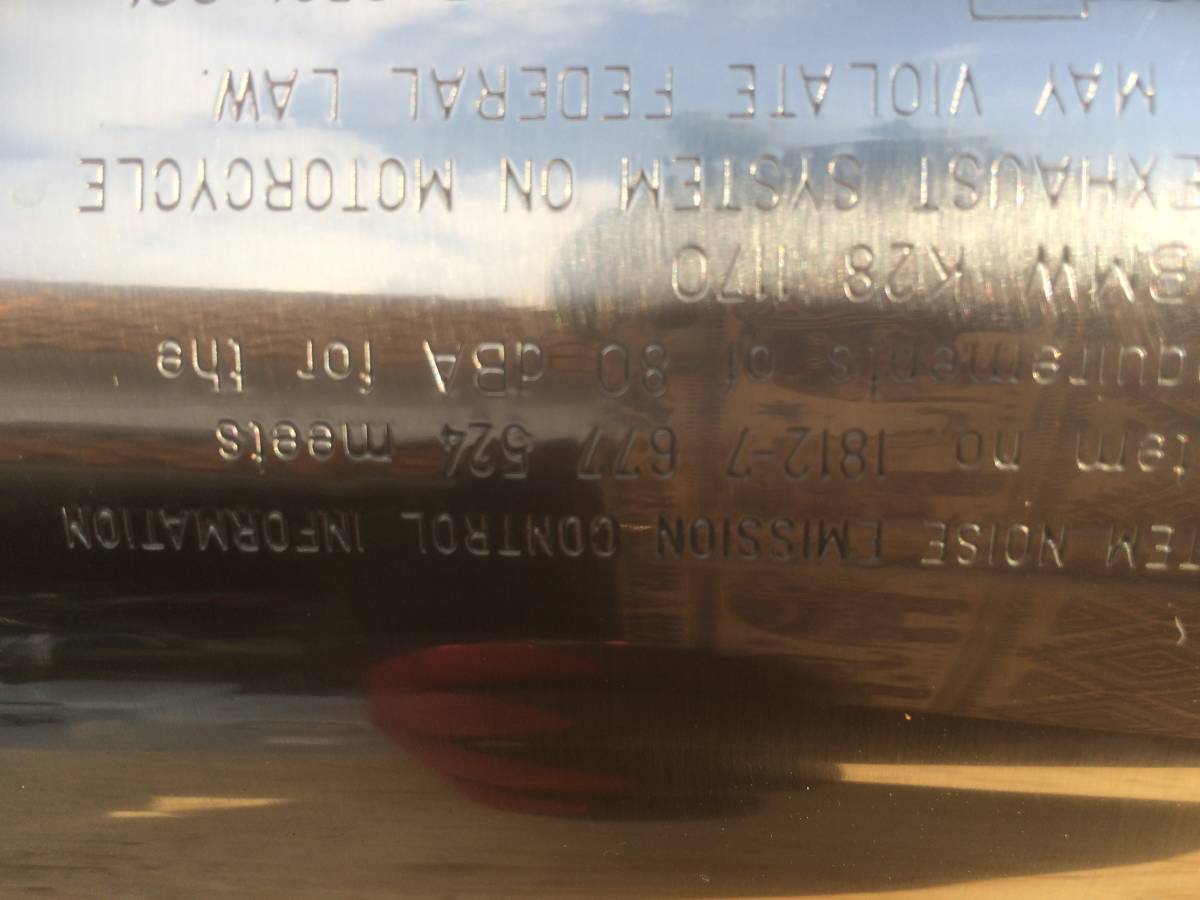 TEM NOISE EMISSION CONTROL INFORMATION
tem no 1812-7 677 524 meets
quirements of 80 dBA for the
BMW K28 1170
EXHAUST SYSTEM ON MOTORCYCLE
MAY VIOLATE FEDERAL LAW.